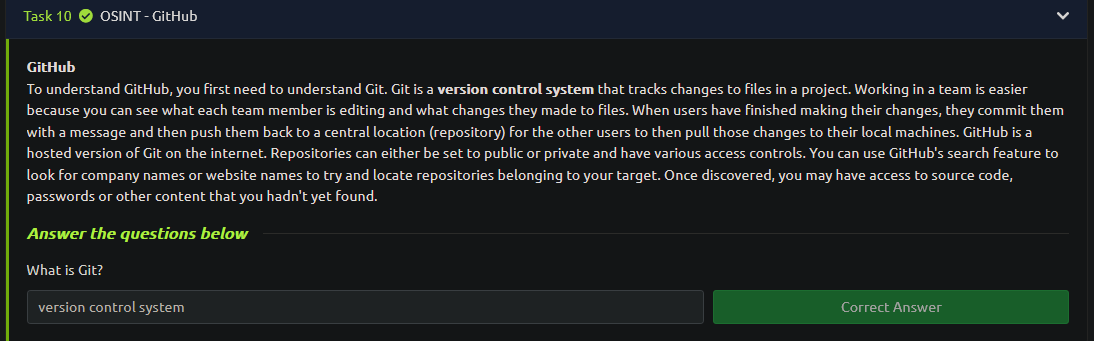 Task 10 OSINT - GitHub
GitHub
To understand GitHub, you first need to understand Git. Git is a version control system that tracks changes to files in a project. Working in a team is easier
because you can see what each team member is editing and what changes they made to files. When users have finished making their changes, they commit them
with a message and then push them back to a central location (repository) for the other users to then pull those changes to their local machines. GitHub is a
hosted version of Git on the internet. Repositories can either be set to public or private and have various access controls. You can use GitHub's search feature to
look for company names or website names to try and locate repositories belonging to your target. Once discovered, you may have access to source code,
passwords or other content that you hadn't yet found.
Answer the questions below
What is Git?
version control system
Correct Answer